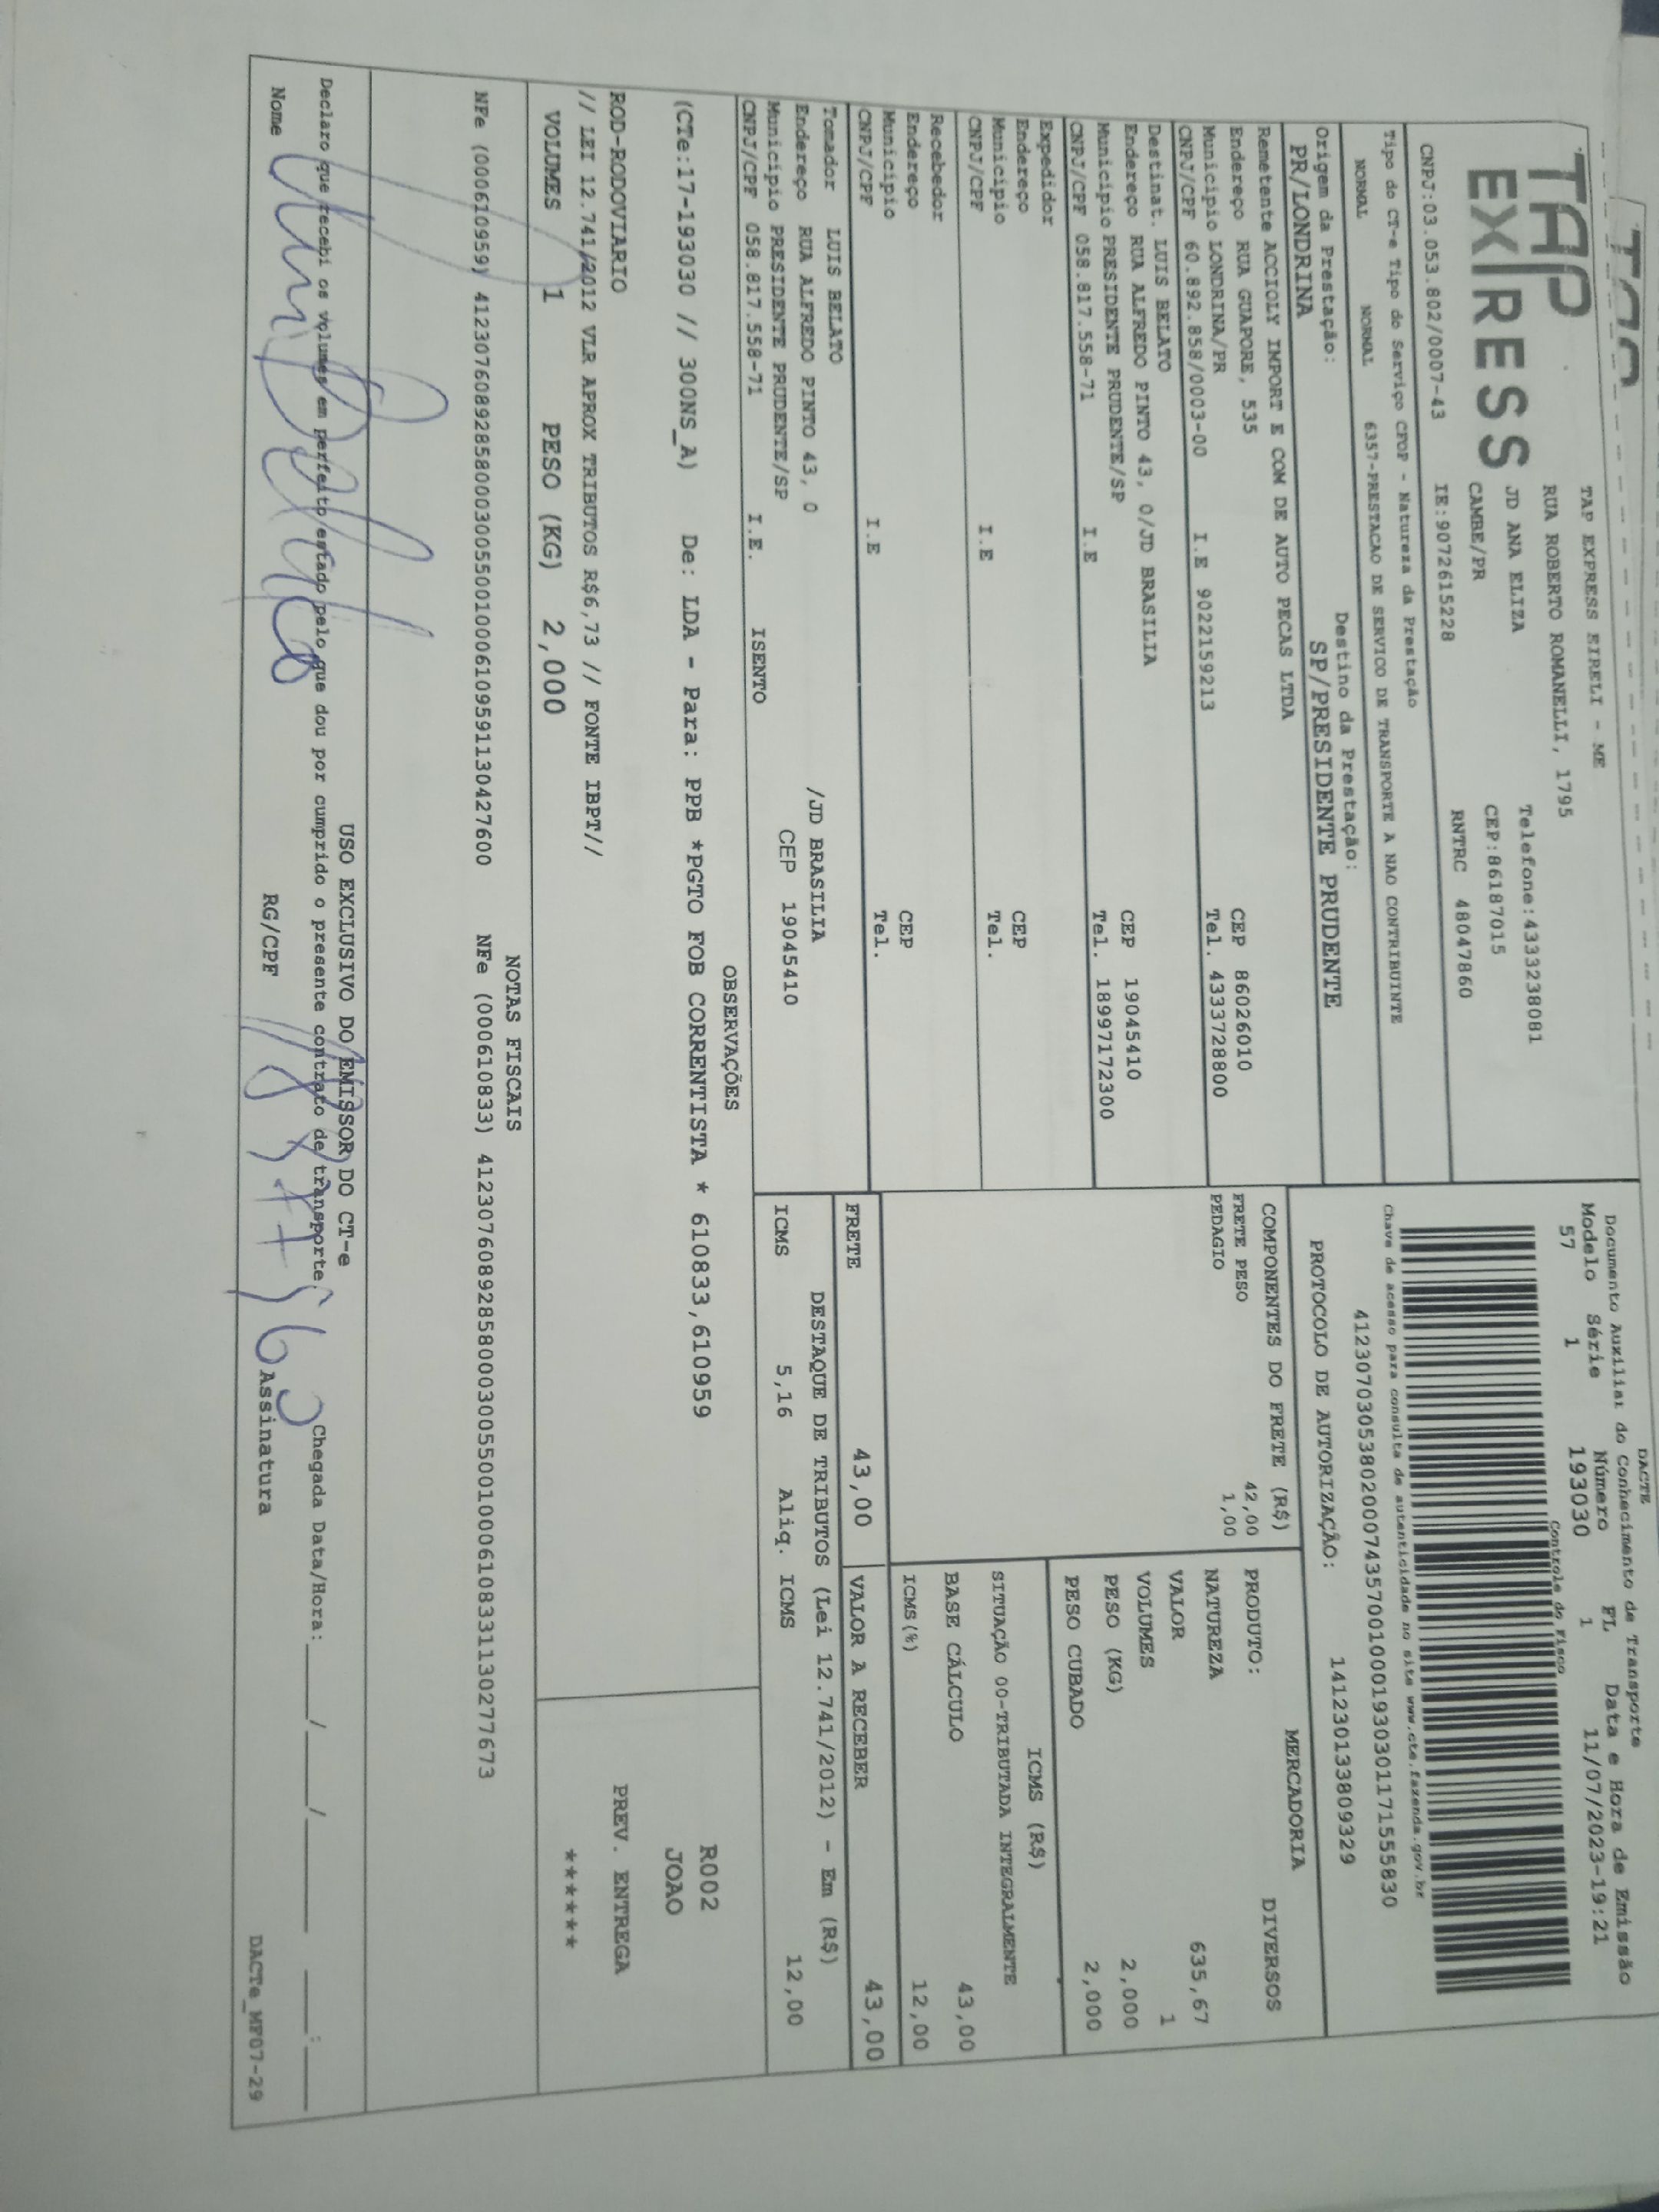 TAP
EXPRESS
TAP EXPRESS EIRELI - ME
RUA ROBERTO ROMANELLI, 1795
JD ANA ELIZA Telefone:4333238081
CAMBE/PR CEP:86187015
CNPJ:03.053.802/0007-43 IE:9072615228 RNTRC 48047860
DACTE
Documento Auxiliar do Conhecimento de Transporte
Modelo Série Número FL Data e Hora de Emissão
57 1 193030 1 11/07/2023-19:21
Controle do Fisco
Chave de acesso para consulta de autenticidade no site www.cte.fazenda.gov.br
41230703053802000743570010001930301171555830
PROTOCOLO DE AUTORIZAÇÃO: 141230133809329
Tipo do CT-e Tipo do Serviço CFOP - Natureza da Prestação
NORMAL NORMAL 6357-PRESTACAO DE SERVICO DE TRANSPORTE A NAO CONTRIBUINTE
Origem da Prestação: Destino da Prestação:
PR/LONDRINA SP/PRESIDENTE PRUDENTE
Remetente ACCIOLY IMPORT E COM DE AUTO PECAS LTDA
Endereço RUA GUAPORE, 535 CEP 86026010
Municipio LONDRINA/PR Tel. 4333728800
CNPJ/CPF 60.892.858/0003-00 I.E 9022159213
Destinat. LUIS BELATO
Endereço RUA ALFREDO PINTO 43, 0/JD BRASILIA CEP 19045410
Municipio PRESIDENTE PRUDENTE/SP Tel. 18997172300
CNPJ/CPF 058.817.558-71 I.E
Expedidor
Endereço CEP
Municipio Tel.
CNPJ/CPF I.E
Recebedor
Endereço CEP
Municipio Tel.
CNPJ/CPF I.E
Tomador LUIS BELATO
Endereço RUA ALFREDO PINTO 43, 0 /JD BRASILIA
Municipio PRESIDENTE PRUDENTE/SP CEP 19045410
CNPJ/CPF 058.817.558-71 I.E. ISENTO
COMPONENTES DO FRETE (R$)
FRETE PESO 42,00
PEDAGIO 1,00
MERCADORIA
PRODUTO: DIVERSOS
NATUREZA
VALOR 635,67
VOLUMES 1
PESO (KG) 2,000
PESO CUBADO 2,000
ICMS (R$)
SITUAÇÃO 00-TRIBUTADA INTEGRALMENTE
BASE CÁLCULO 43,00
ICMS(%) 12,00
FRETE 43,00 VALOR A RECEBER 43,00
DESTAQUE DE TRIBUTOS (Lei 12.741/2012) - Em (R$)
ICMS 5,16 Aliq. ICMS 12,00
OBSERVAÇÕES
(CTe:17-193030 // 300NS_A) De: LDA - Para: PPB *PGTO FOB CORRENTISTA * 610833,610959
ROD-RODOVIARIO
// LEI 12.741/2012 VLR APROX TRIBUTOS R$6,73 // FONTE IBPT//
VOLUMES 1 PESO (KG) 2,000
R002
JOAO
PREV. ENTREGA
******
NOTAS FISCAIS
NFe (000610959) 41230760892858000300550010006109591130427600 NFe (000610833) 41230760892858000300550010006108331130277673
USO EXCLUSIVO DO EMISSOR DO CT-e
Declaro que recebi os volumes em perfeito estado pelo que dou por cumprido o presente contrato de transporte Chegada Data/Hora:____/____/______ ____:____
Nome RG/CPF Assinatura
DACTe_MF07-29